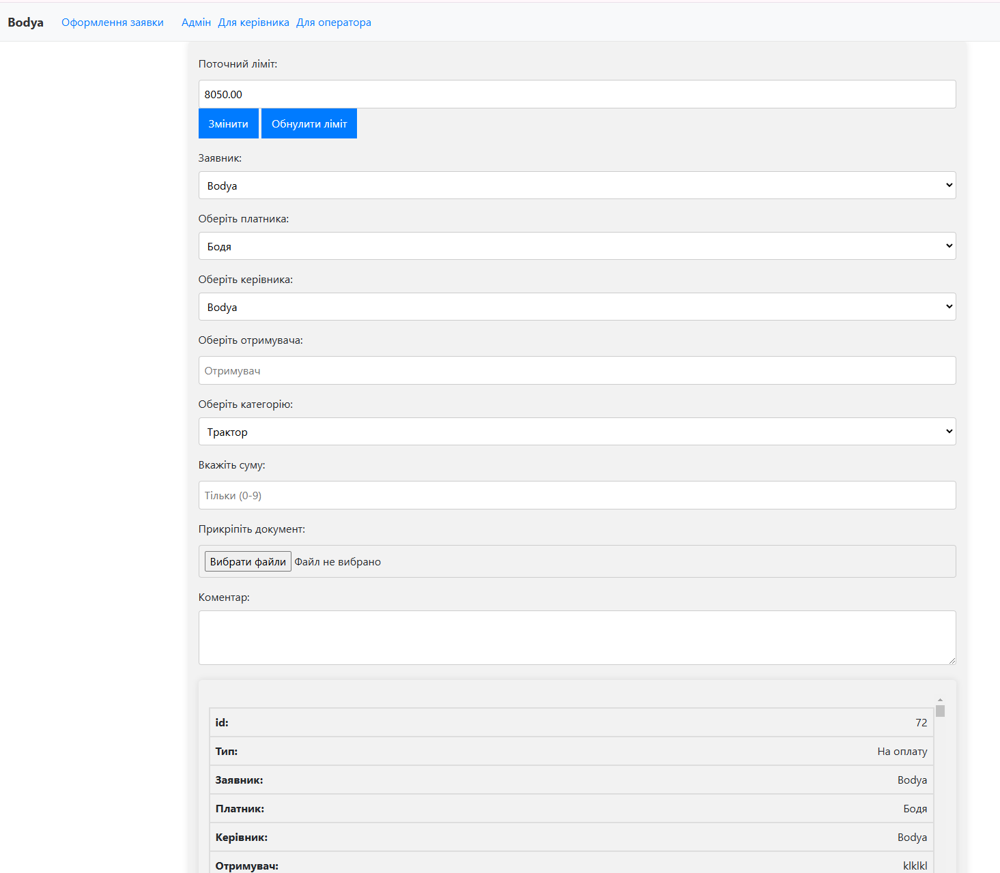 Bodya Оформлення заявки Адмін Для керівника Для оператора
Поточний ліміт:
8050.00
Змінити Обнулити ліміт
Заявник:
Bodya
Оберіть платника:
Бодя
Оберіть керівника:
Bodya
Оберіть отримувача:
Отримувач
Оберіть категорію:
Трактор
Вкажіть суму:
Тільки (0-9)
Прикріпіть документ:
Вибрати файли Файл не вибрано
Коментар:
id: 72
Тип: На оплату
Заявник: Bodya
Платник: Бодя
Керівник: Bodya
Отримувач: klklkl